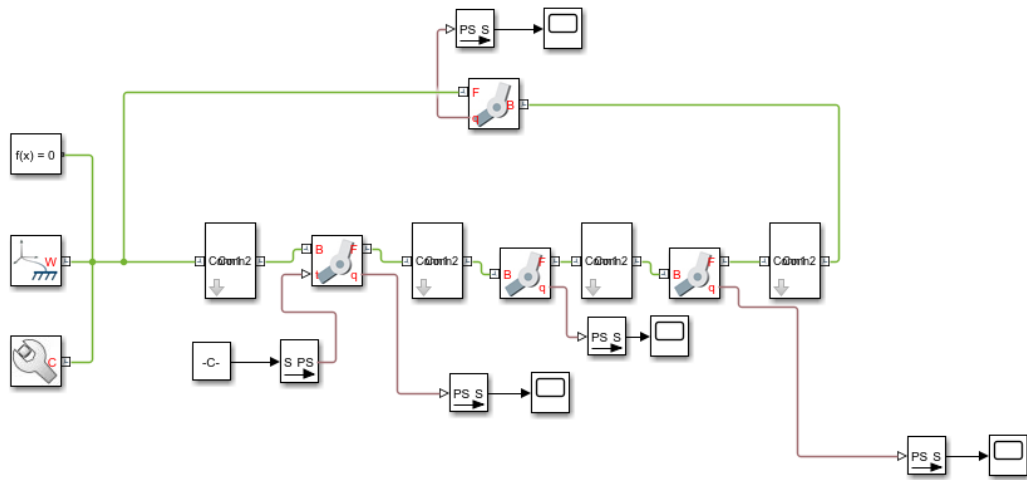 PS S
F
B
q
f(x) = 0
W
Conn1 Conn2
B F
q
Conn1 Conn2
B F
q
Conn1 Conn2
B F
q
Conn1 Conn2
C
-C-
S PS
PS S
PS S
PS S